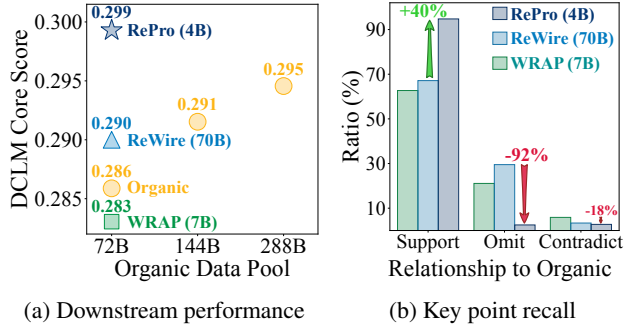 DCLM Core Score
0.300
0.295
0.290
0.285
0.299
RePro (4B)
0.295
0.291
0.290
ReWire (70B)
0.286
Organic
0.283
WRAP (7B)
72B
144B
288B
Organic Data Pool
(a) Downstream performance
Ratio (%)
90
70
50
30
10
+40%
RePro (4B)
ReWire (70B)
WRAP (7B)
-92%
-18%
Support
Omit
Contradict
Relationship to Organic
(b) Key point recall